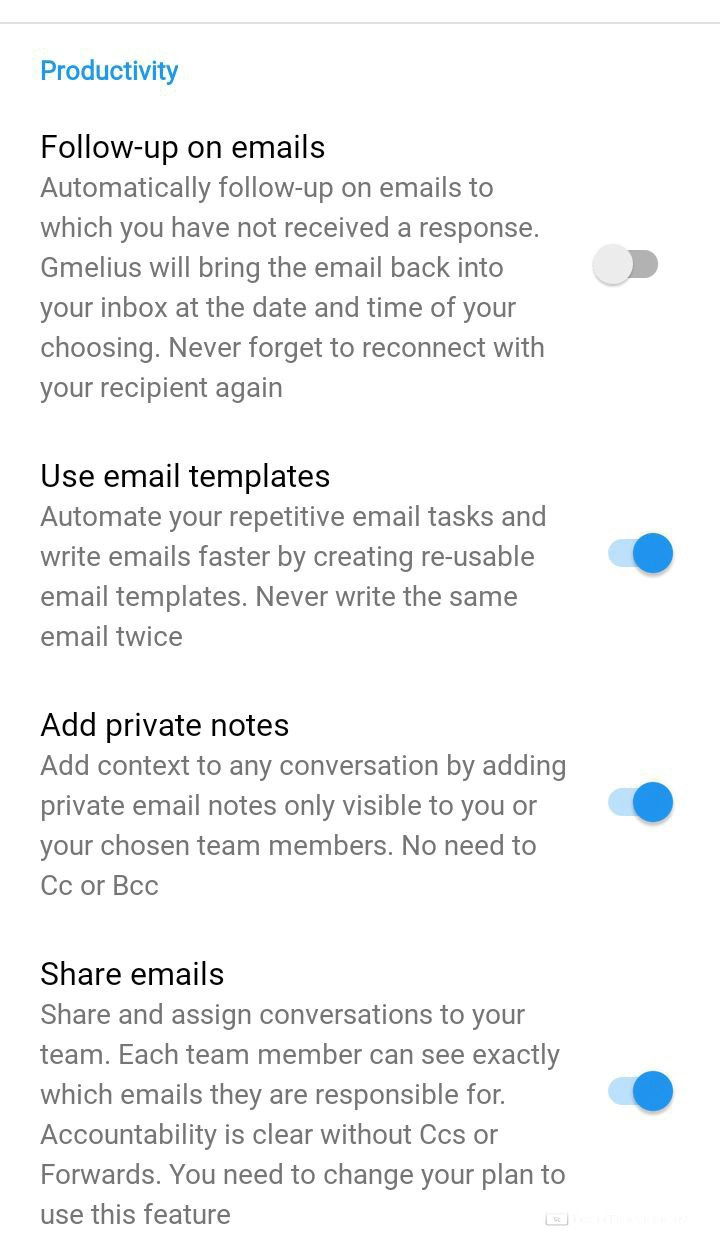 Productivity
Follow-up on emails
Automatically follow-up on emails to
which you have not received a response.
Gmelius will bring the email back into
your inbox at the date and time of your
choosing. Never forget to reconnect with
your recipient again
Use email templates
Automate your repetitive email tasks and
write emails faster by creating re-usable
email templates. Never write the same
email twice
Add private notes
Add context to any conversation by adding
private email notes only visible to you or
your chosen team members. No need to
Cc or Bcc
Share emails
Share and assign conversations to your
team. Each team member can see exactly
which emails they are responsible for.
Accountability is clear without Ccs or
Forwards. You need to change your plan to
use this feature